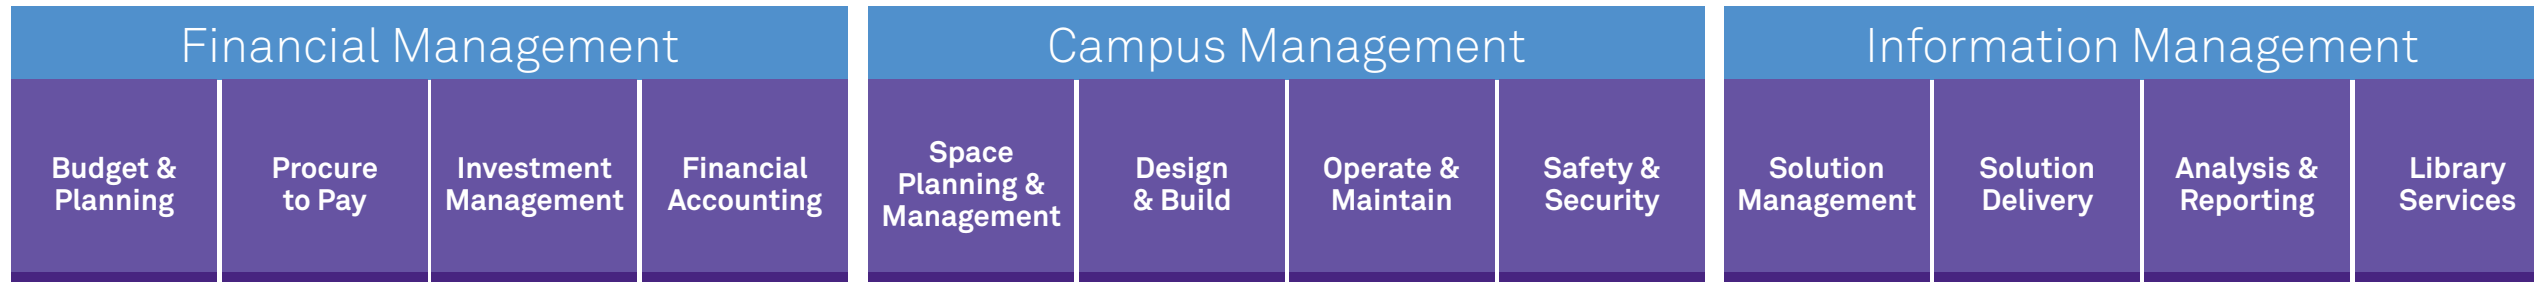 Financial Management
Budget &
Planning
Procure
to Pay
Investment
Management
Financial
Accounting
Campus Management
Space
Planning &
Management
Design
& Build
Operate &
Maintain
Safety &
Security
Information Management
Solution
Management
Solution
Delivery
Analysis &
Reporting
Library
Services